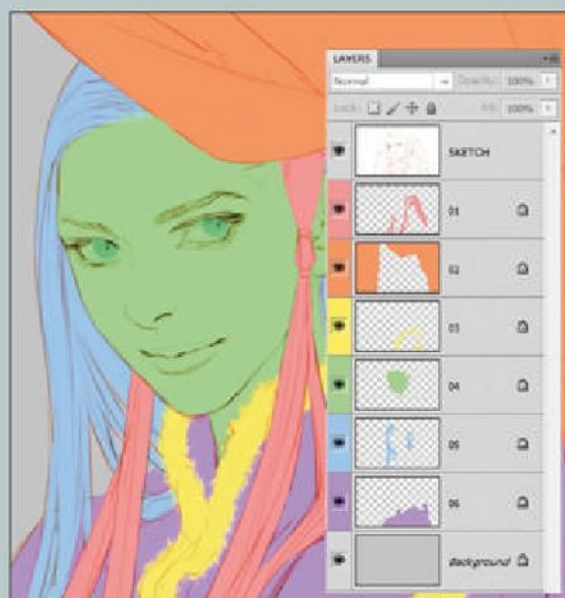 LAYERS
Normal Opacity: 100%
Lock: Fill: 100%
SKETCH
01
02
03
04
05
06
Background